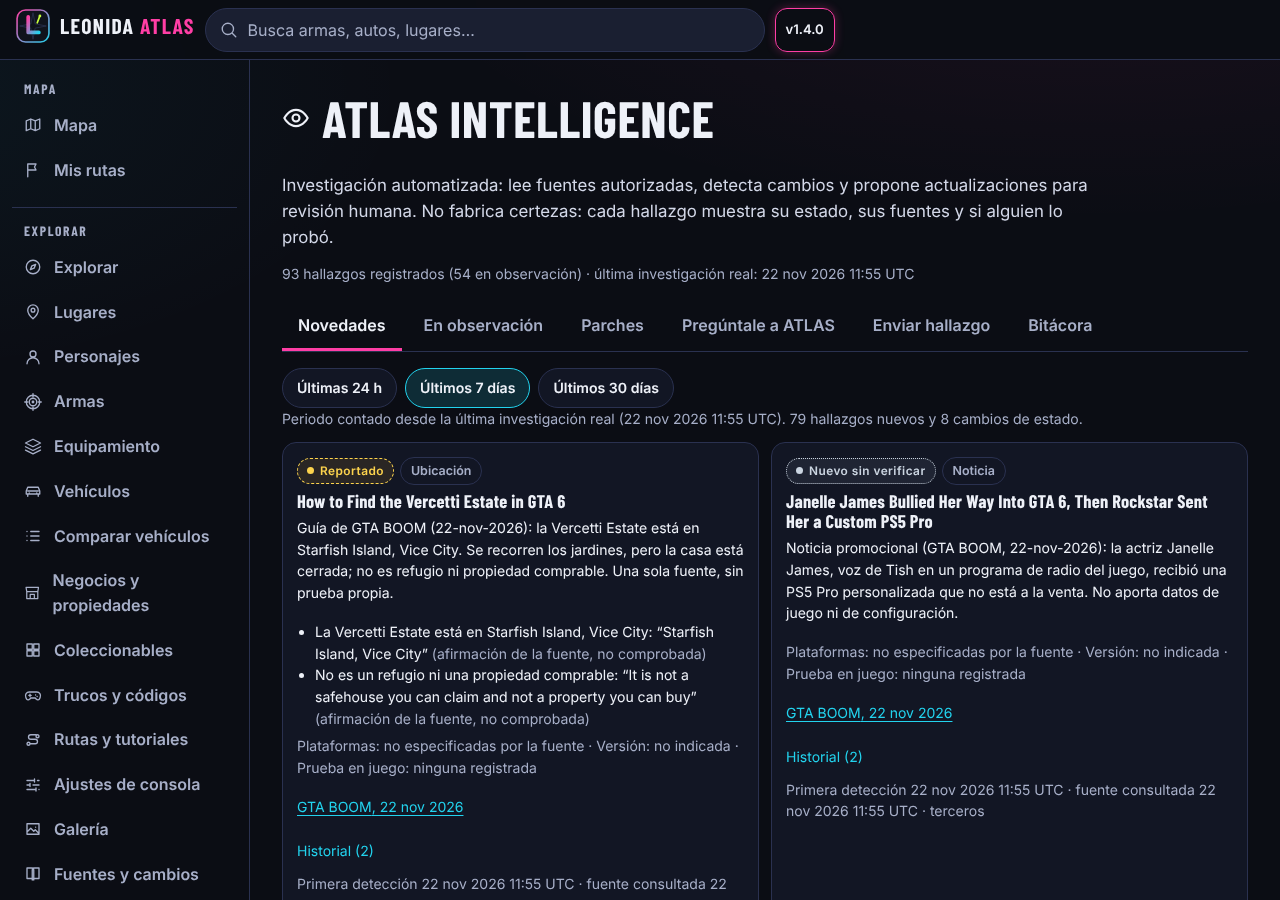 LEONIDA ATLAS
Busca armas, autos, lugares...
v1.4.0
MAPA
Mapa
Mis rutas
EXPLORAR
Explorar
Lugares
Personajes
Armas
Equipamiento
Vehículos
Comparar vehículos
Negocios y
propiedades
Coleccionables
Trucos y códigos
Rutas y tutoriales
Ajustes de consola
Galería
Fuentes y cambios
ATLAS INTELLIGENCE
Investigación automatizada: lee fuentes autorizadas, detecta cambios y propone actualizaciones para
revisión humana. No fabrica certezas: cada hallazgo muestra su estado, sus fuentes y si alguien lo
probó.
93 hallazgos registrados (54 en observación) · última investigación real: 22 nov 2026 11:55 UTC
Novedades
En observación
Parches
Pregúntale a ATLAS
Enviar hallazgo
Bitácora
Últimas 24 h
Últimos 7 días
Últimos 30 días
Periodo contado desde la última investigación real (22 nov 2026 11:55 UTC). 79 hallazgos nuevos y 8 cambios de estado.
Reportado
Ubicación
How to Find the Vercetti Estate in GTA 6
Guía de GTA BOOM (22-nov-2026): la Vercetti Estate está en
Starfish Island, Vice City. Se recorren los jardines, pero la casa está
cerrada; no es refugio ni propiedad comprable. Una sola fuente, sin
prueba propia.
• La Vercetti Estate está en Starfish Island, Vice City: “Starfish
Island, Vice City” (afirmación de la fuente, no comprobada)
• No es un refugio ni una propiedad comprable: “It is not a
safehouse you can claim and not a property you can buy”
(afirmación de la fuente, no comprobada)
Plataformas: no especificadas por la fuente · Versión: no indicada ·
Prueba en juego: ninguna registrada
GTA BOOM, 22 nov 2026
Historial (2)
Primera detección 22 nov 2026 11:55 UTC · fuente consultada 22
Nuevo sin verificar
Noticia
Janelle James Bullied Her Way Into GTA 6, Then Rockstar Sent
Her a Custom PS5 Pro
Noticia promocional (GTA BOOM, 22-nov-2026): la actriz Janelle
James, voz de Tish en un programa de radio del juego, recibió una
PS5 Pro personalizada que no está a la venta. No aporta datos de
juego ni de configuración.
Plataformas: no especificadas por la fuente · Versión: no indicada ·
Prueba en juego: ninguna registrada
GTA BOOM, 22 nov 2026
Historial (2)
Primera detección 22 nov 2026 11:55 UTC · fuente consultada 22
nov 2026 11:55 UTC · terceros